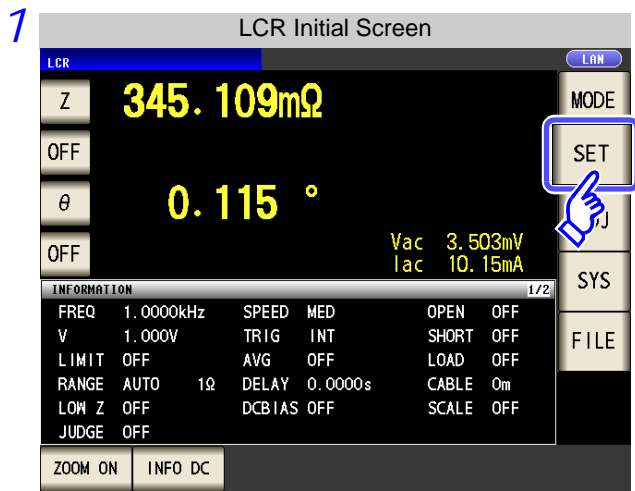 1
LCR Initial Screen
LCR
LAN
Z 345.109mΩ
MODE
OFF
SET
θ 0.115 °
OFF
Vac 3.503mV
Iac 10.15mA
SYS
INFORMATION 1/2
FREQ 1.0000kHz SPEED MED OPEN OFF
V 1.000V TRIG INT SHORT OFF
FILE
LIMIT OFF AVG OFF LOAD OFF
RANGE AUTO 1Ω DELAY 0.0000s CABLE 0m
LOW Z OFF DCBIAS OFF SCALE OFF
JUDGE OFF
ZOOM ON INFO DC